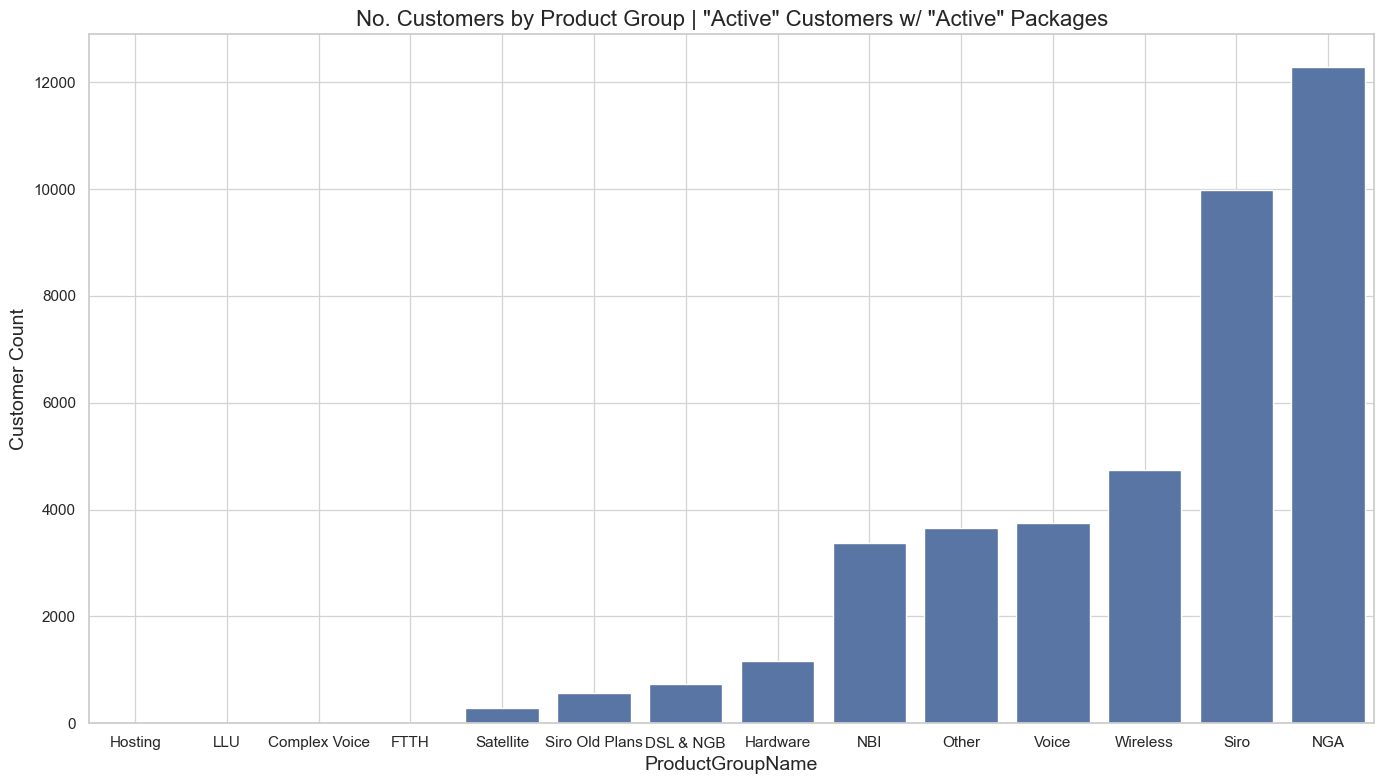 No. Customers by Product Group | "Active" Customers w/ "Active" Packages
12000
10000
8000
6000
4000
2000
0
Customer Count
Hosting LLU Complex Voice FTTH Satellite Siro Old Plans DSL & NGB Hardware NBI Other Voice Wireless Siro NGA
ProductGroupName